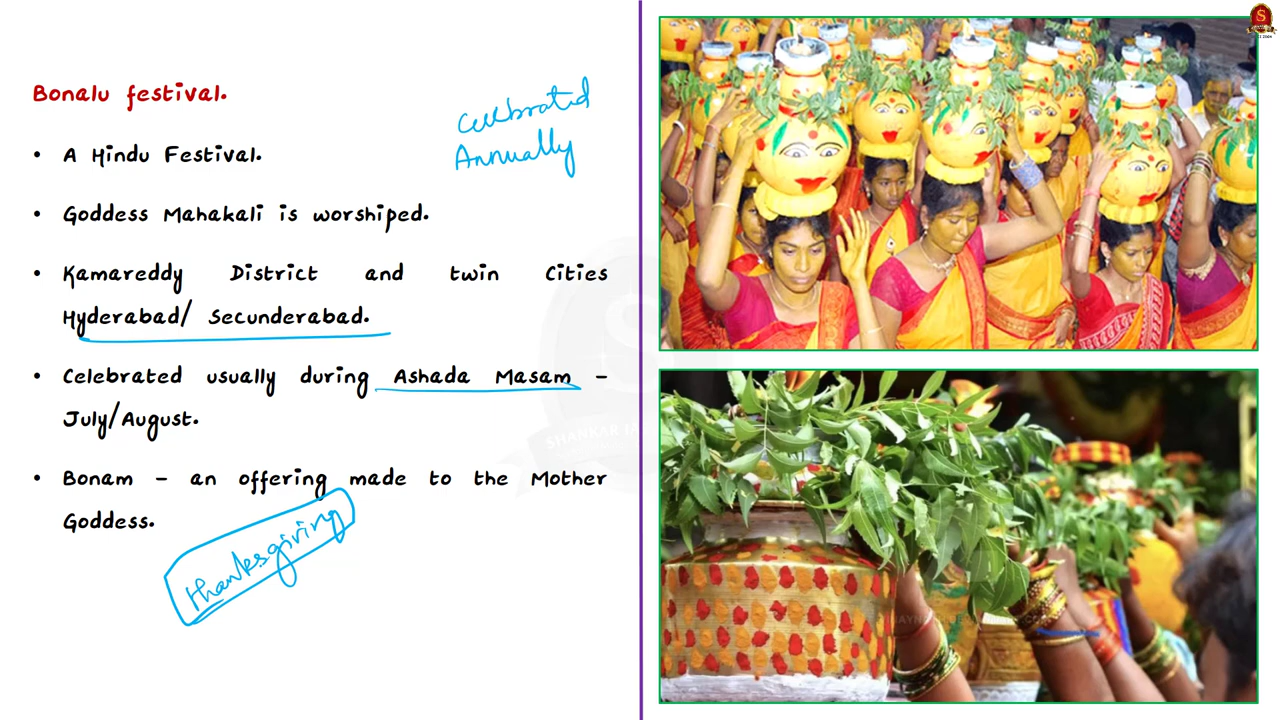 Bonalu festival.
Celebrated
Annually
• A Hindu Festival.
• Goddess Mahakali is worshiped.
• Kamareddy District and twin Cities
Hyderabad/ Secunderabad.
• Celebrated usually during Ashada Masam –
July/August.
• Bonam – an offering made to the Mother
Goddess.
Thanksgiving